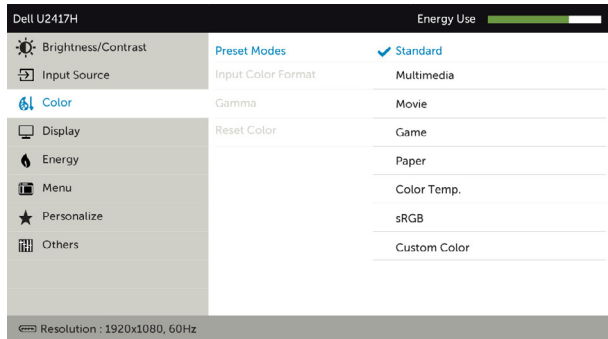 Dell U2417H
Energy Use
Brightness/Contrast
Input Source
Color
Display
Energy
Menu
Personalize
Others
Preset Modes
Input Color Format
Gamma
Reset Color
Standard
Multimedia
Movie
Game
Paper
Color Temp.
sRGB
Custom Color
Resolution : 1920x1080, 60Hz